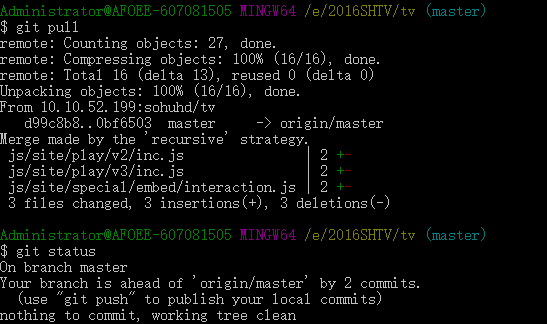 Administrator@AFOEE-607081505 MINGW64 /e/2016SHTV/tv (master)
$ git pull
remote: Counting objects: 27, done.
remote: Compressing objects: 100% (16/16), done.
remote: Total 16 (delta 13), reused 0 (delta 0)
Unpacking objects: 100% (16/16), done.
From 10.10.52.199:sohuhd/tv
   d99c8b8..0bf6503  master     -> origin/master
Merge made by the 'recursive' strategy.
 js/site/play/v2/inc.js              | 2 +-
 js/site/play/v3/inc.js              | 2 +-
 js/site/special/embed/interaction.js | 2 +-
 3 files changed, 3 insertions(+), 3 deletions(-)
Administrator@AFOEE-607081505 MINGW64 /e/2016SHTV/tv (master)
$ git status
On branch master
Your branch is ahead of 'origin/master' by 2 commits.
  (use "git push" to publish your local commits)
nothing to commit, working tree clean